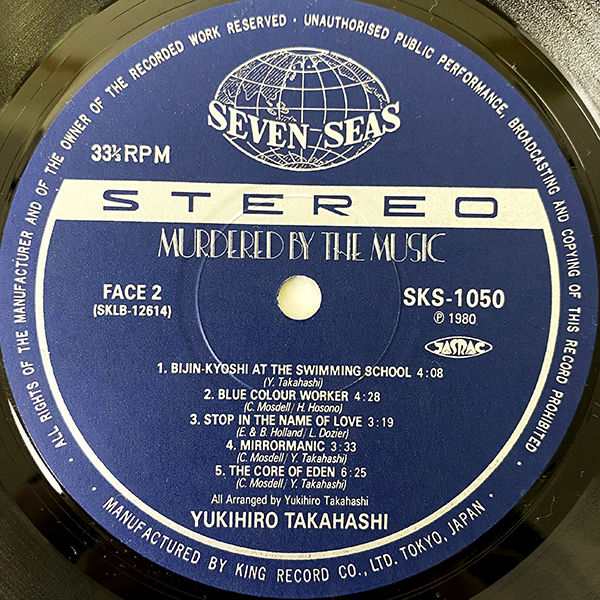 ALL RIGHTS OF THE MANUFACTURER AND OF THE OWNER OF THE RECORDED WORK RESERVED · UNAUTHORISED PUBLIC PERFORMANCE, BROADCASTING AND COPYING OF THIS RECORD PROHIBITED
SEVEN SEAS
33⅓RPM
STEREO
MURDERED BY THE MUSIC
FACE 2
(SKLB-12614)
SKS-1050
Ⓟ 1980
JASRAC
1. BIJIN-KYOSHI AT THE SWIMMING SCHOOL 4:08
(Y. Takahashi)
2. BLUE COLOUR WORKER 4:28
(C. Mosdell/H. Hosono)
3. STOP IN THE NAME OF LOVE 3:19
(E. & B. Holland/L. Dozier)
4. MIRRORMANIC 3:33
(C. Mosdell/Y. Takahashi)
5. THE CORE OF EDEN 6:25
(C. Mosdell/Y. Takahashi)
All Arranged by Yukihiro Takahashi
YUKIHIRO TAKAHASHI
· MANUFACTURED BY KING RECORD CO., LTD. TOKYO, JAPAN ·